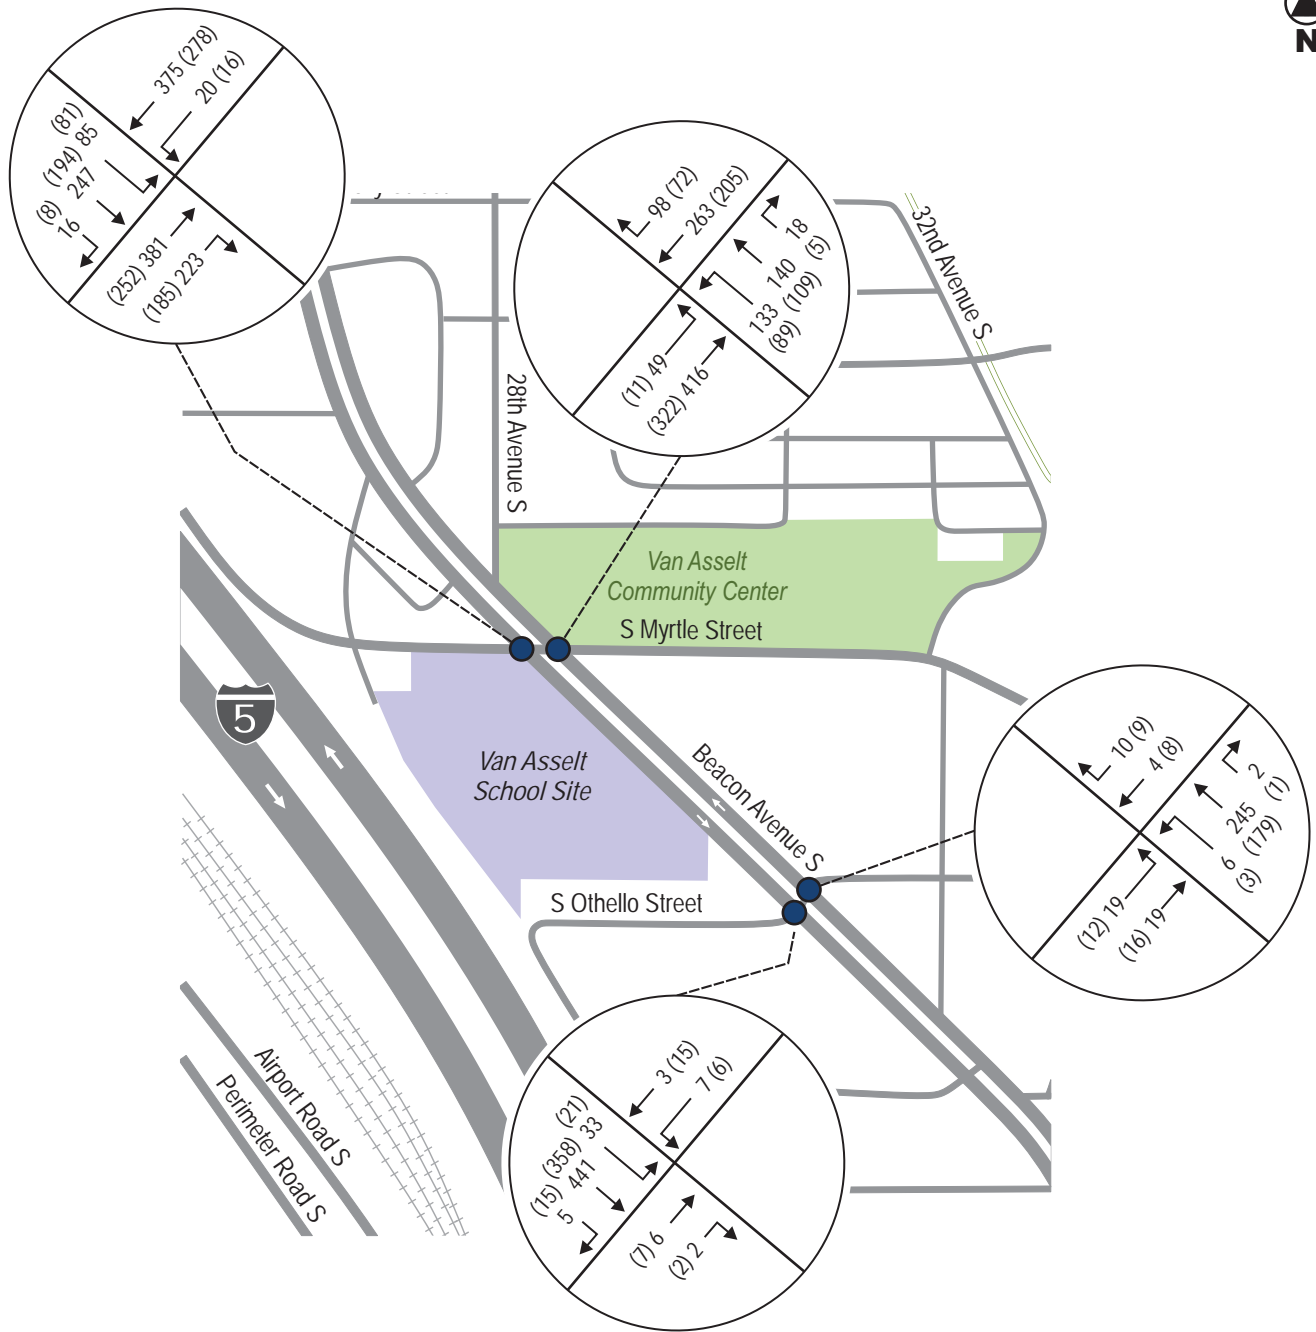 N
375 (278)
20 (16)
(81)
(194) 85
(8) 247
16
(252) 381
(185) 223
98 (72)
263 (205)
18
140 (5)
133 (109)
(89)
(11) 49
(322) 416
32nd Avenue S
28th Avenue S
Van Asselt
Community Center
S Myrtle Street
5
Van Asselt
School Site
Beacon Avenue S
S Othello Street
10 (9)
4 (8)
2
245 (1)
6 (179)
(3)
(12) 19
(16) 19
3 (15)
7 (6)
(21)
(358) 33
(15) 441
5
(7) 6
(2) 2
Airport Road S
Perimeter Road S